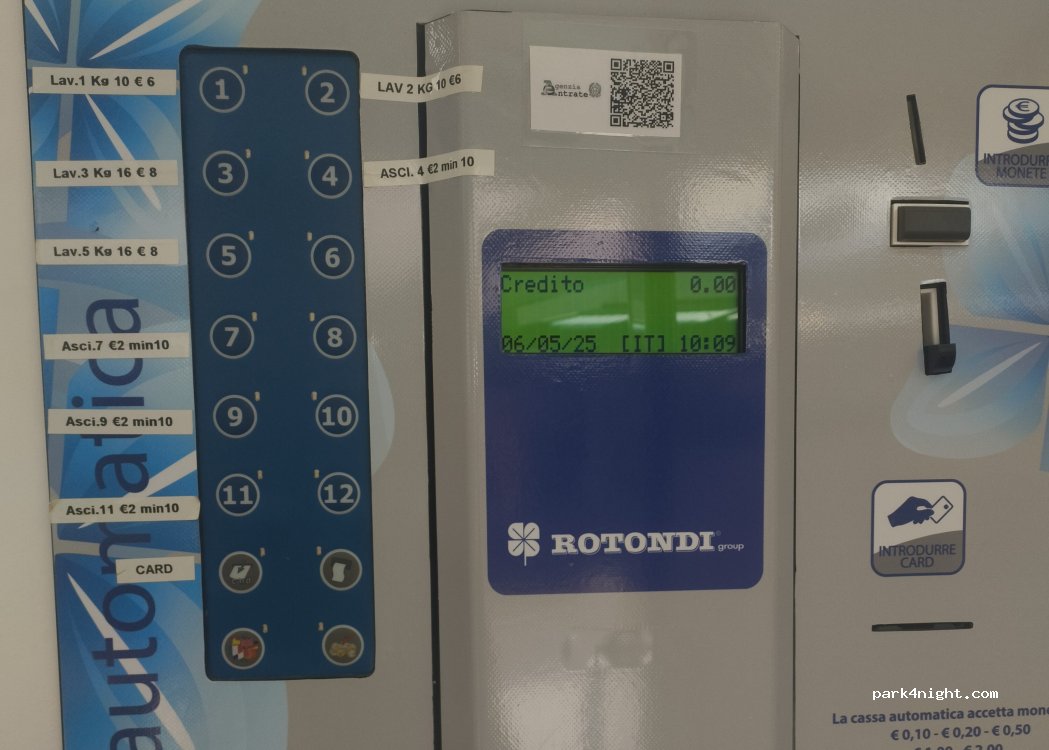 Lav.1 Kg 10 € 6
1
2
LAV 2 KG 10 €6
Lav.3 Kg 16 € 8
3
4
ASCI. 4 €2 min 10
Lav.5 Kg 16 € 8
5
6
Asci.7 €2 min10
7
8
Asci.9 €2 min10
9
10
Asci.11 €2 min10
11
12
CARD
automatica
genzia
ntrate
Credito 0.00
06/05/25 [IT] 10:09
ROTONDI
group
INTRODURRE
MONETE
INTRODURRE
CARD
park4night.com
La cassa automatica accetta
€ 0,10 - € 0,20 - € 0,50